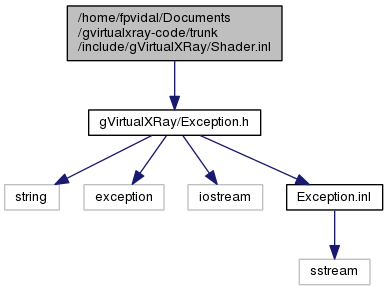 /home/fpvidal/Documents
/gvirtualxray-code/trunk
/include/gVirtualXRay/Shader.inl
gVirtualXRay/Exception.h
string
exception
iostream
Exception.inl
sstream